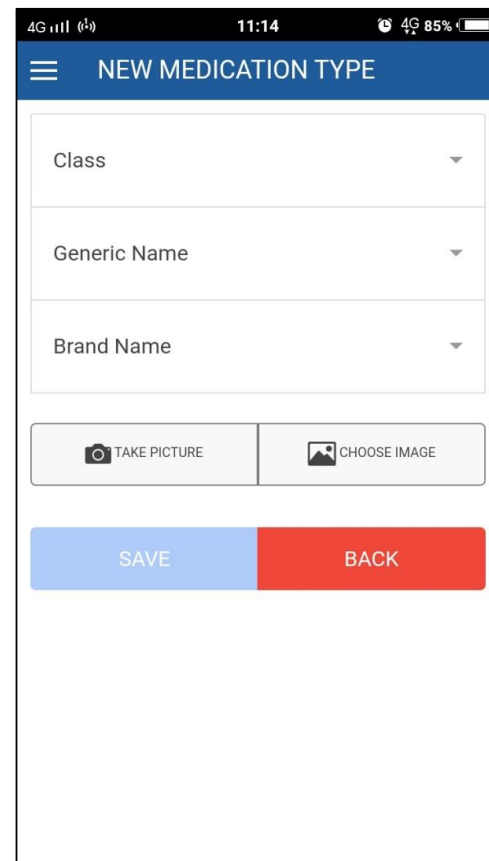 4G 11:14 4G 85%
NEW MEDICATION TYPE
Class
Generic Name
Brand Name
TAKE PICTURE CHOOSE IMAGE
SAVE BACK